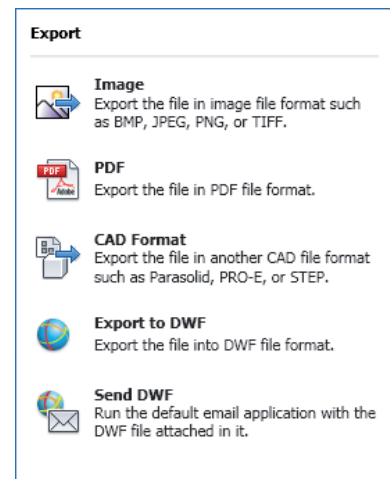 Export
Image
Export the file in image file format such
as BMP, JPEG, PNG, or TIFF.
PDF
PDF
Adobe
Export the file in PDF file format.
CAD Format
Export the file in another CAD file format
such as Parasolid, PRO-E, or STEP.
Export to DWF
Export the file into DWF file format.
Send DWF
Run the default email application with the
DWF file attached in it.